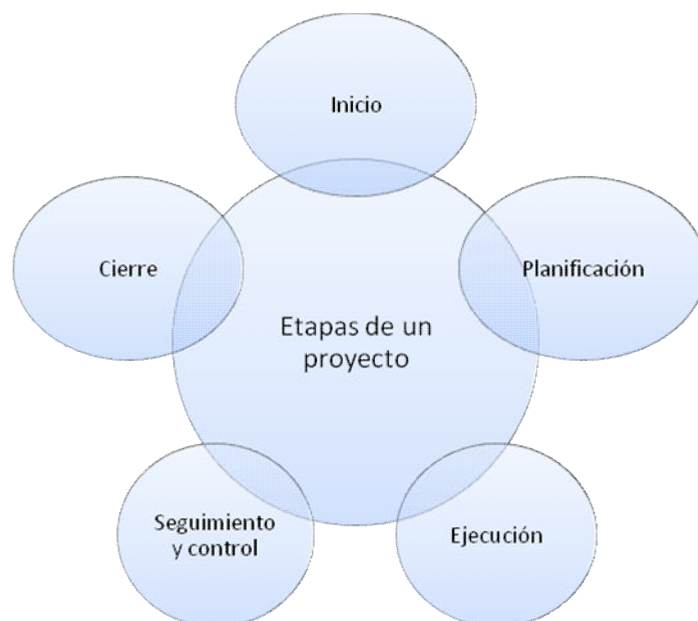 Inicio
Planificación
Ejecución
Seguimiento
y control
Cierre
Etapas de un
proyecto